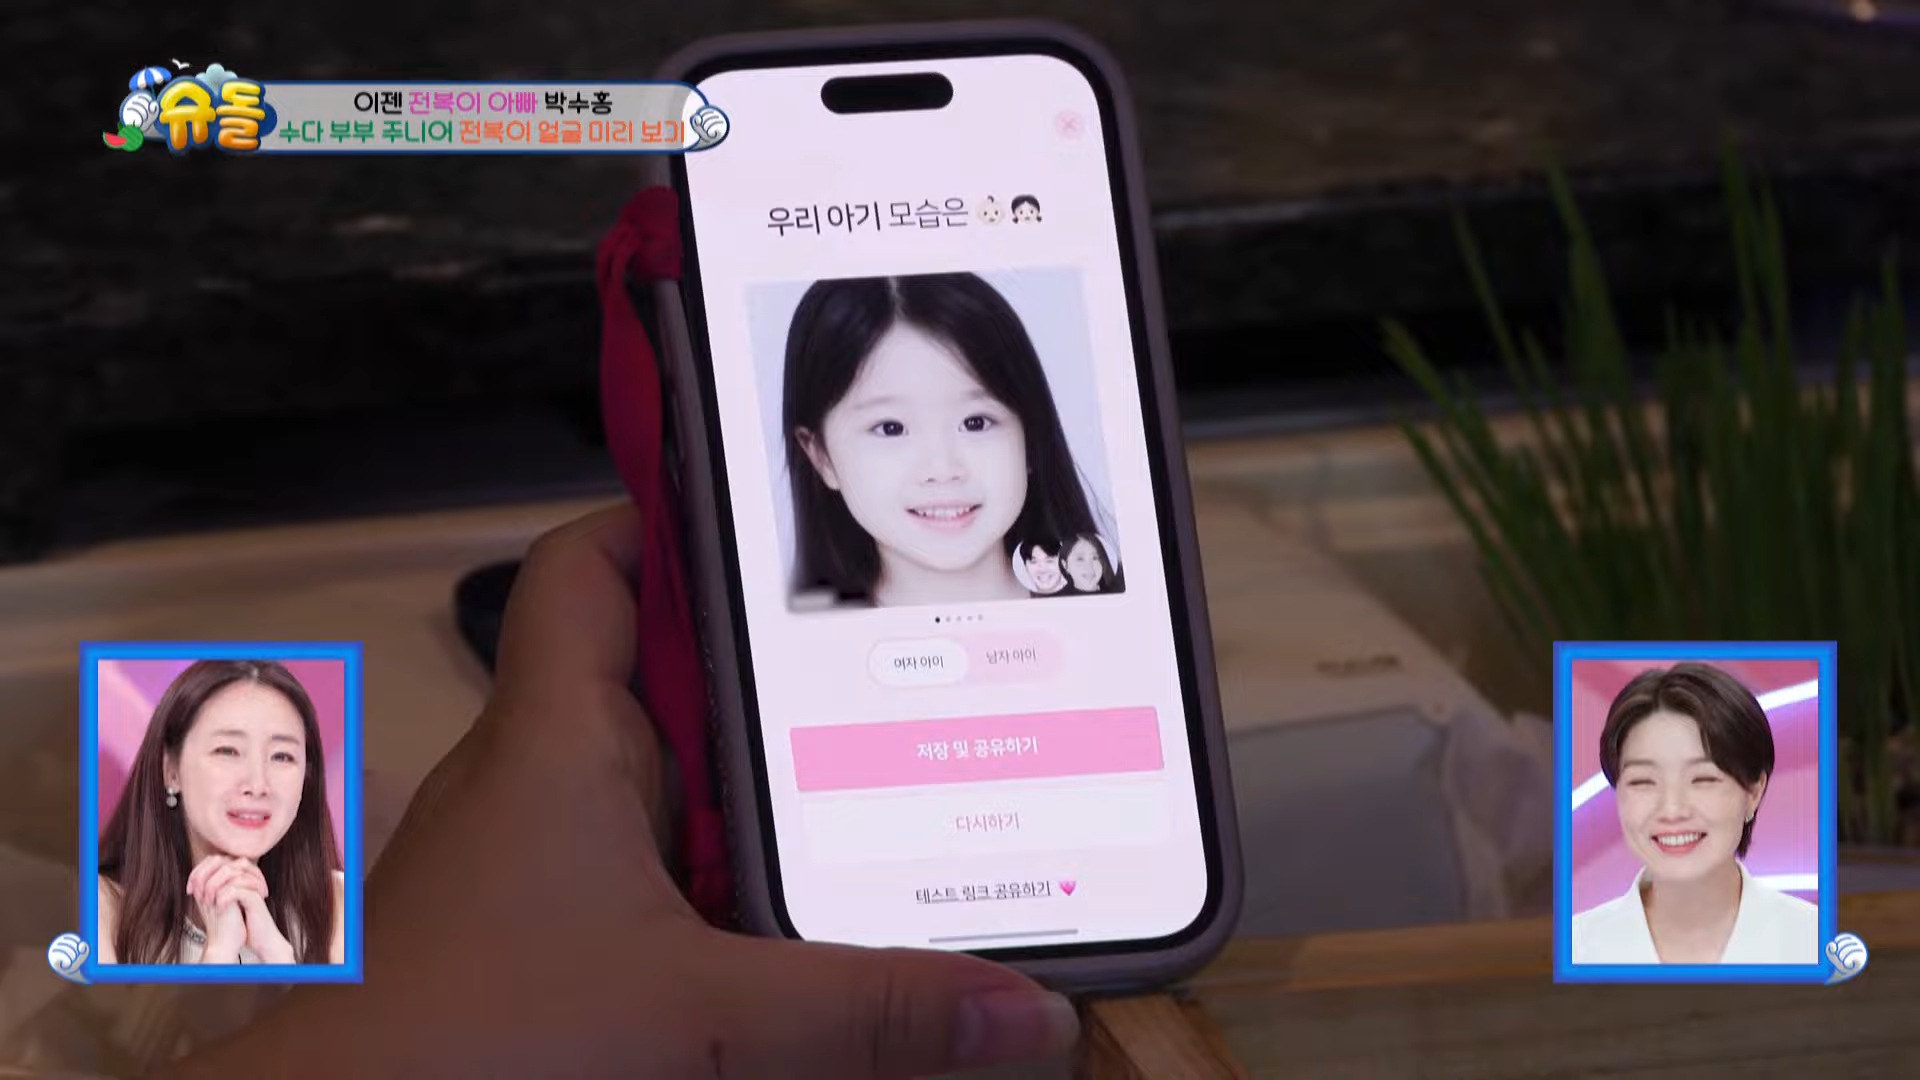 슈돌
이젠 전복이 아빠 박수홍
수다 부부 주니어 전복이 얼굴 미리 보기
우리 아기 모습은 👶🏻👧🏻
여자 아이 남자 아이
저장 및 공유하기
다시하기
테스트 링크 공유하기 💗